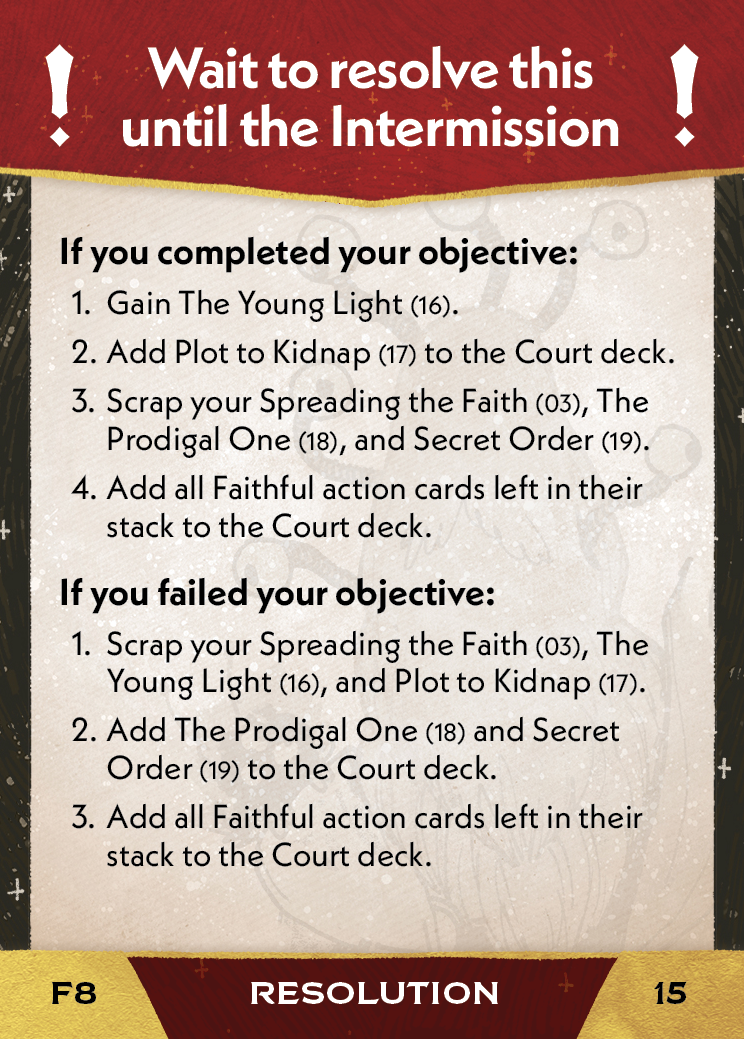 Wait to resolve this
until the Intermission
If you completed your objective:
1. Gain The Young Light (16).
2. Add Plot to Kidnap (17) to the Court deck.
3. Scrap your Spreading the Faith (03), The
Prodigal One (18), and Secret Order (19).
4. Add all Faithful action cards left in their
stack to the Court deck.
If you failed your objective:
1. Scrap your Spreading the Faith (03), The
Young Light (16), and Plot to Kidnap (17).
2. Add The Prodigal One (18) and Secret
Order (19) to the Court deck.
3. Add all Faithful action cards left in their
stack to the Court deck.
F8 RESOLUTION 15